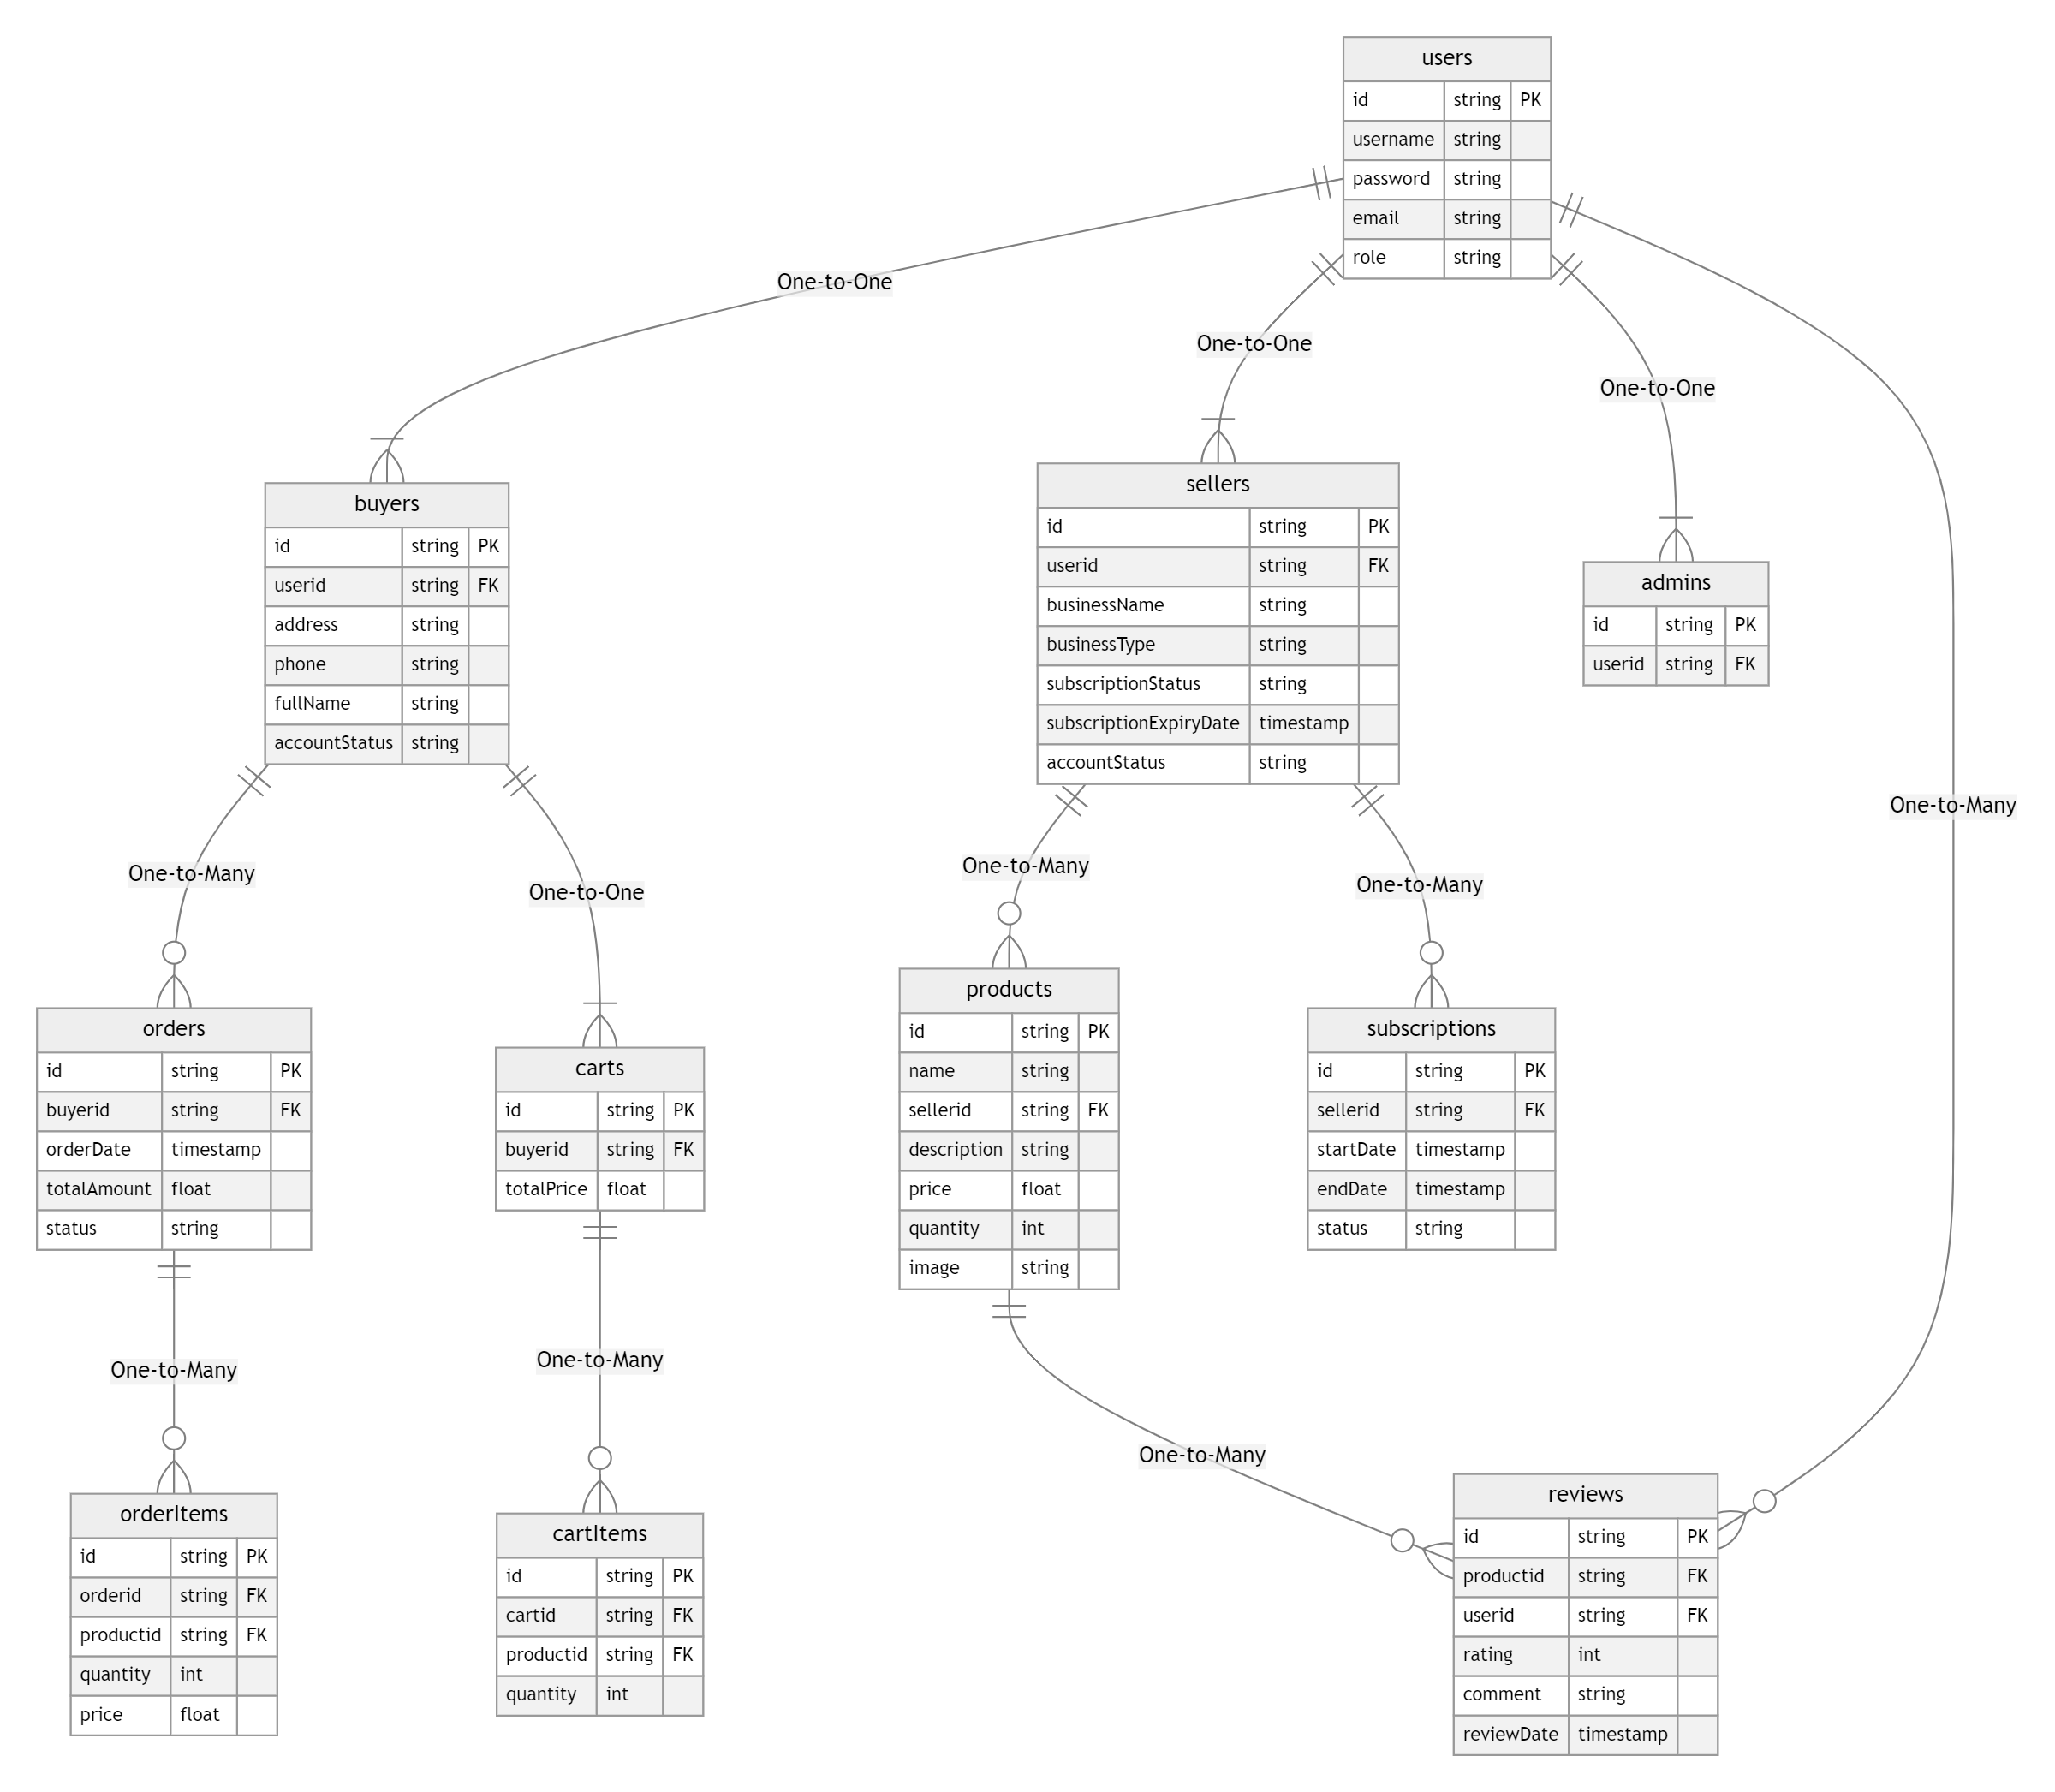 users
id string PK
username string
password string
email string
role string
One-to-One
One-to-One
One-to-One
One-to-Many
buyers
id string PK
userid string FK
address string
phone string
fullName string
accountStatus string
sellers
id string PK
userid string FK
businessName string
businessType string
subscriptionStatus string
subscriptionExpiryDate timestamp
accountStatus string
admins
id string PK
userid string FK
One-to-Many
One-to-One
One-to-Many
One-to-Many
orders
id string PK
buyerid string FK
orderDate timestamp
totalAmount float
status string
carts
id string PK
buyerid string FK
totalPrice float
products
id string PK
name string
sellerid string FK
description string
price float
quantity int
image string
subscriptions
id string PK
sellerid string FK
startDate timestamp
endDate timestamp
status string
One-to-Many
One-to-Many
One-to-Many
orderItems
id string PK
orderid string FK
productid string FK
quantity int
price float
cartItems
id string PK
cartid string FK
productid string FK
quantity int
reviews
id string PK
productid string FK
userid string FK
rating int
comment string
reviewDate timestamp